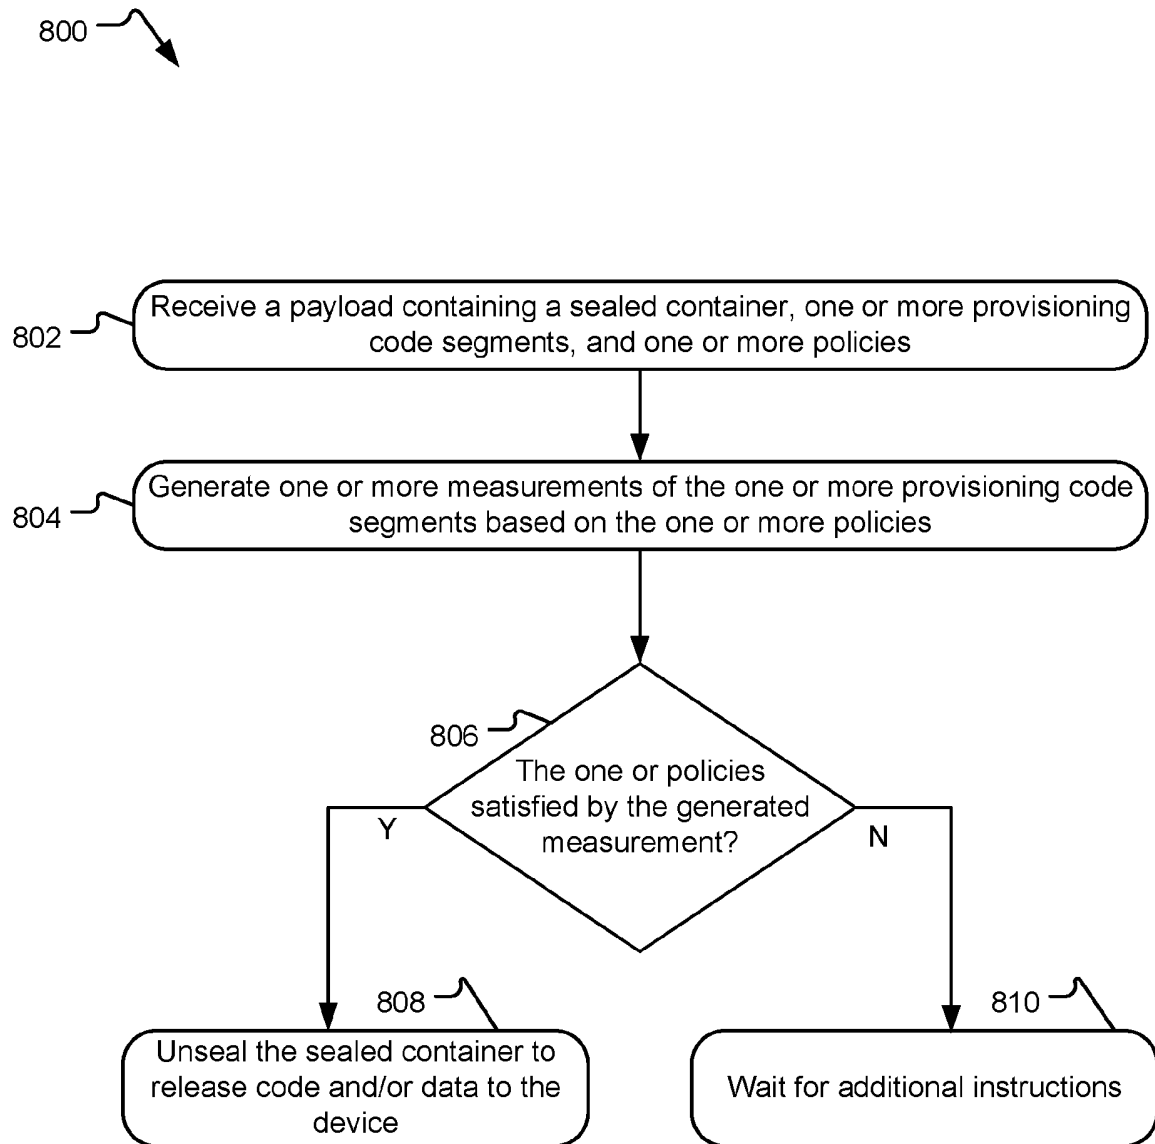 800
802
Receive a payload containing a sealed container, one or more provisioning
code segments, and one or more policies
804
Generate one or more measurements of the one or more provisioning code
segments based on the one or more policies
806
The one or policies
satisfied by the generated
measurement?
Y
N
808
Unseal the sealed container to
release code and/or data to the
device
810
Wait for additional instructions